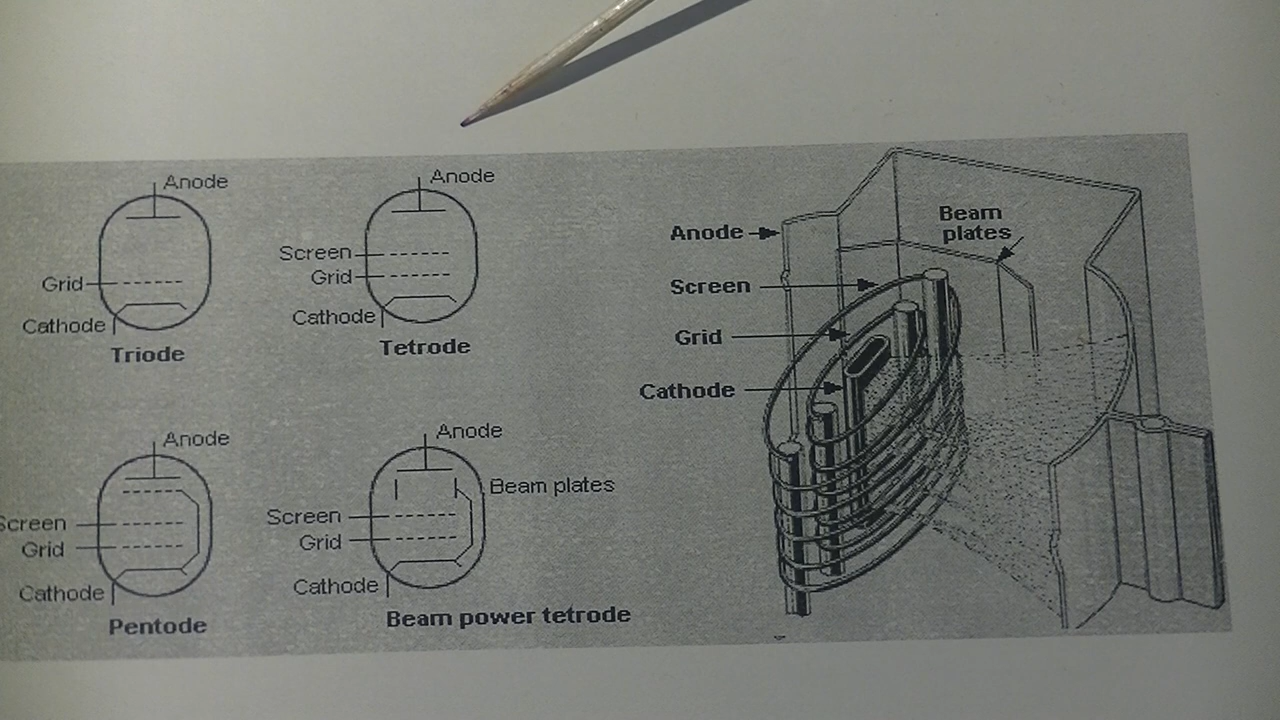 Anode
Grid
Cathode
Triode
Anode
Screen
Grid
Cathode
Tetrode
Anode
Screen
Grid
Cathode
Pentode
Anode
Beam plates
Screen
Grid
Cathode
Beam power tetrode
Anode
Beam
plates
Screen
Grid
Cathode